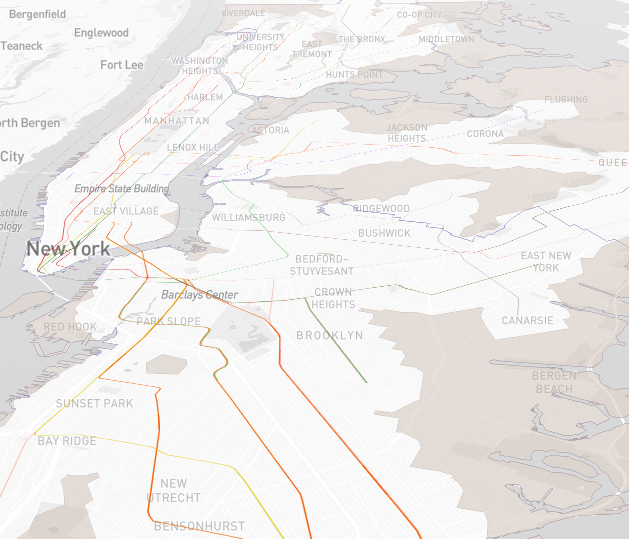 RIVERDALE
CO-OP CITY
Bergenfield
Englewood
Teaneck
UNIVERSITY
HEIGHTS
EAST
TREMONT
THE BRONX
MIDDLETOWN
Fort Lee
WASHINGTON
HEIGHTS
HUNTS POINT
HARLEM
FLUSHING
orth Bergen
MANHATTAN
ASTORIA
JACKSON
HEIGHTS
CORONA
LENOX HILL
City
QUEE
Empire State Building
stitute
ology
EAST VILLAGE
WILLIAMSBURG
RIDGEWOOD
BUSHWICK
New York
BEDFORD-
STUYVESANT
EAST NEW
YORK
Barclays Center
CROWN
HEIGHTS
RED HOOK
PARK SLOPE
BROOKLYN
CANARSIE
BERGEN
BEACH
SUNSET PARK
BAY RIDGE
NEW
UTRECHT
BENSONHURST